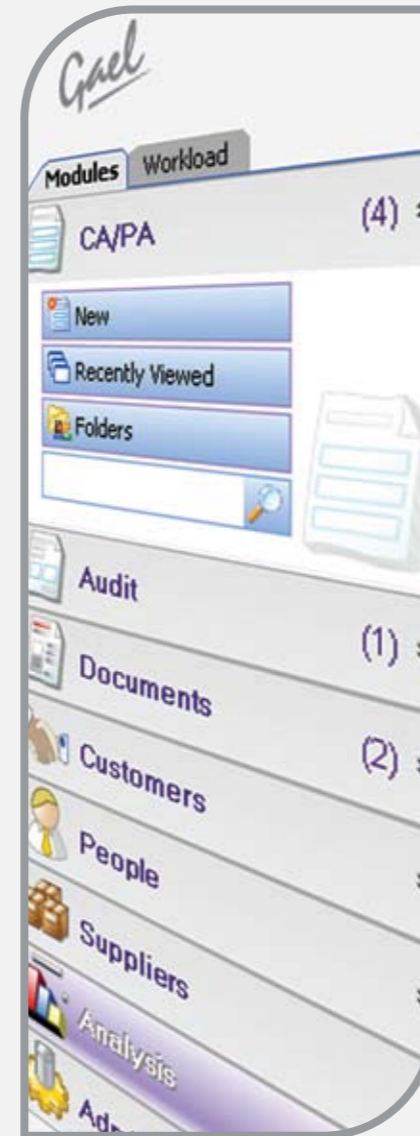 Gael
Modules Workload
CA/PA (4)
New
Recently Viewed
Folders
Audit (1)
Documents (2)
Customers
People
Suppliers
Analysis